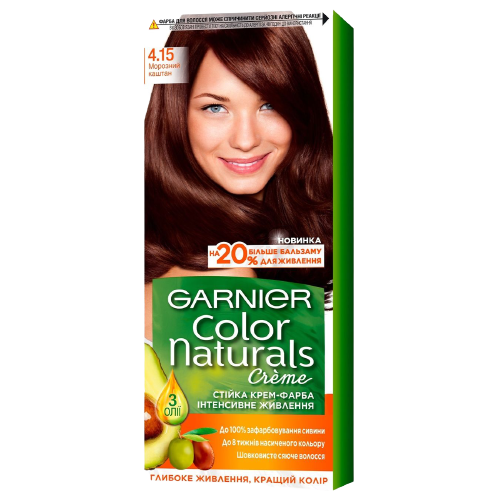 ФАРБА ДЛЯ ВОЛОССЯ МОЖЕ СПРИЧИНИТИ СЕРЙОЗНІ АЛЕРГІЧНІ РЕАКЦІЇ
4.15
Морозний
каштан
НОВИНКА
НА 20% БІЛЬШЕ БАЛЬЗАМУ
ДЛЯ ЖИВЛЕННЯ
GARNIER
Color
Naturals
Crème
СТІЙКА КРЕМ-ФАРБА
ІНТЕНСИВНЕ ЖИВЛЕННЯ
3
ОЛІЇ
До 100% зафарбовування сивини
До 8 тижнів насиченого кольору
Шовковисте сяюче волосся
ГЛИБОКЕ ЖИВЛЕННЯ, КРАЩИЙ КОЛІР